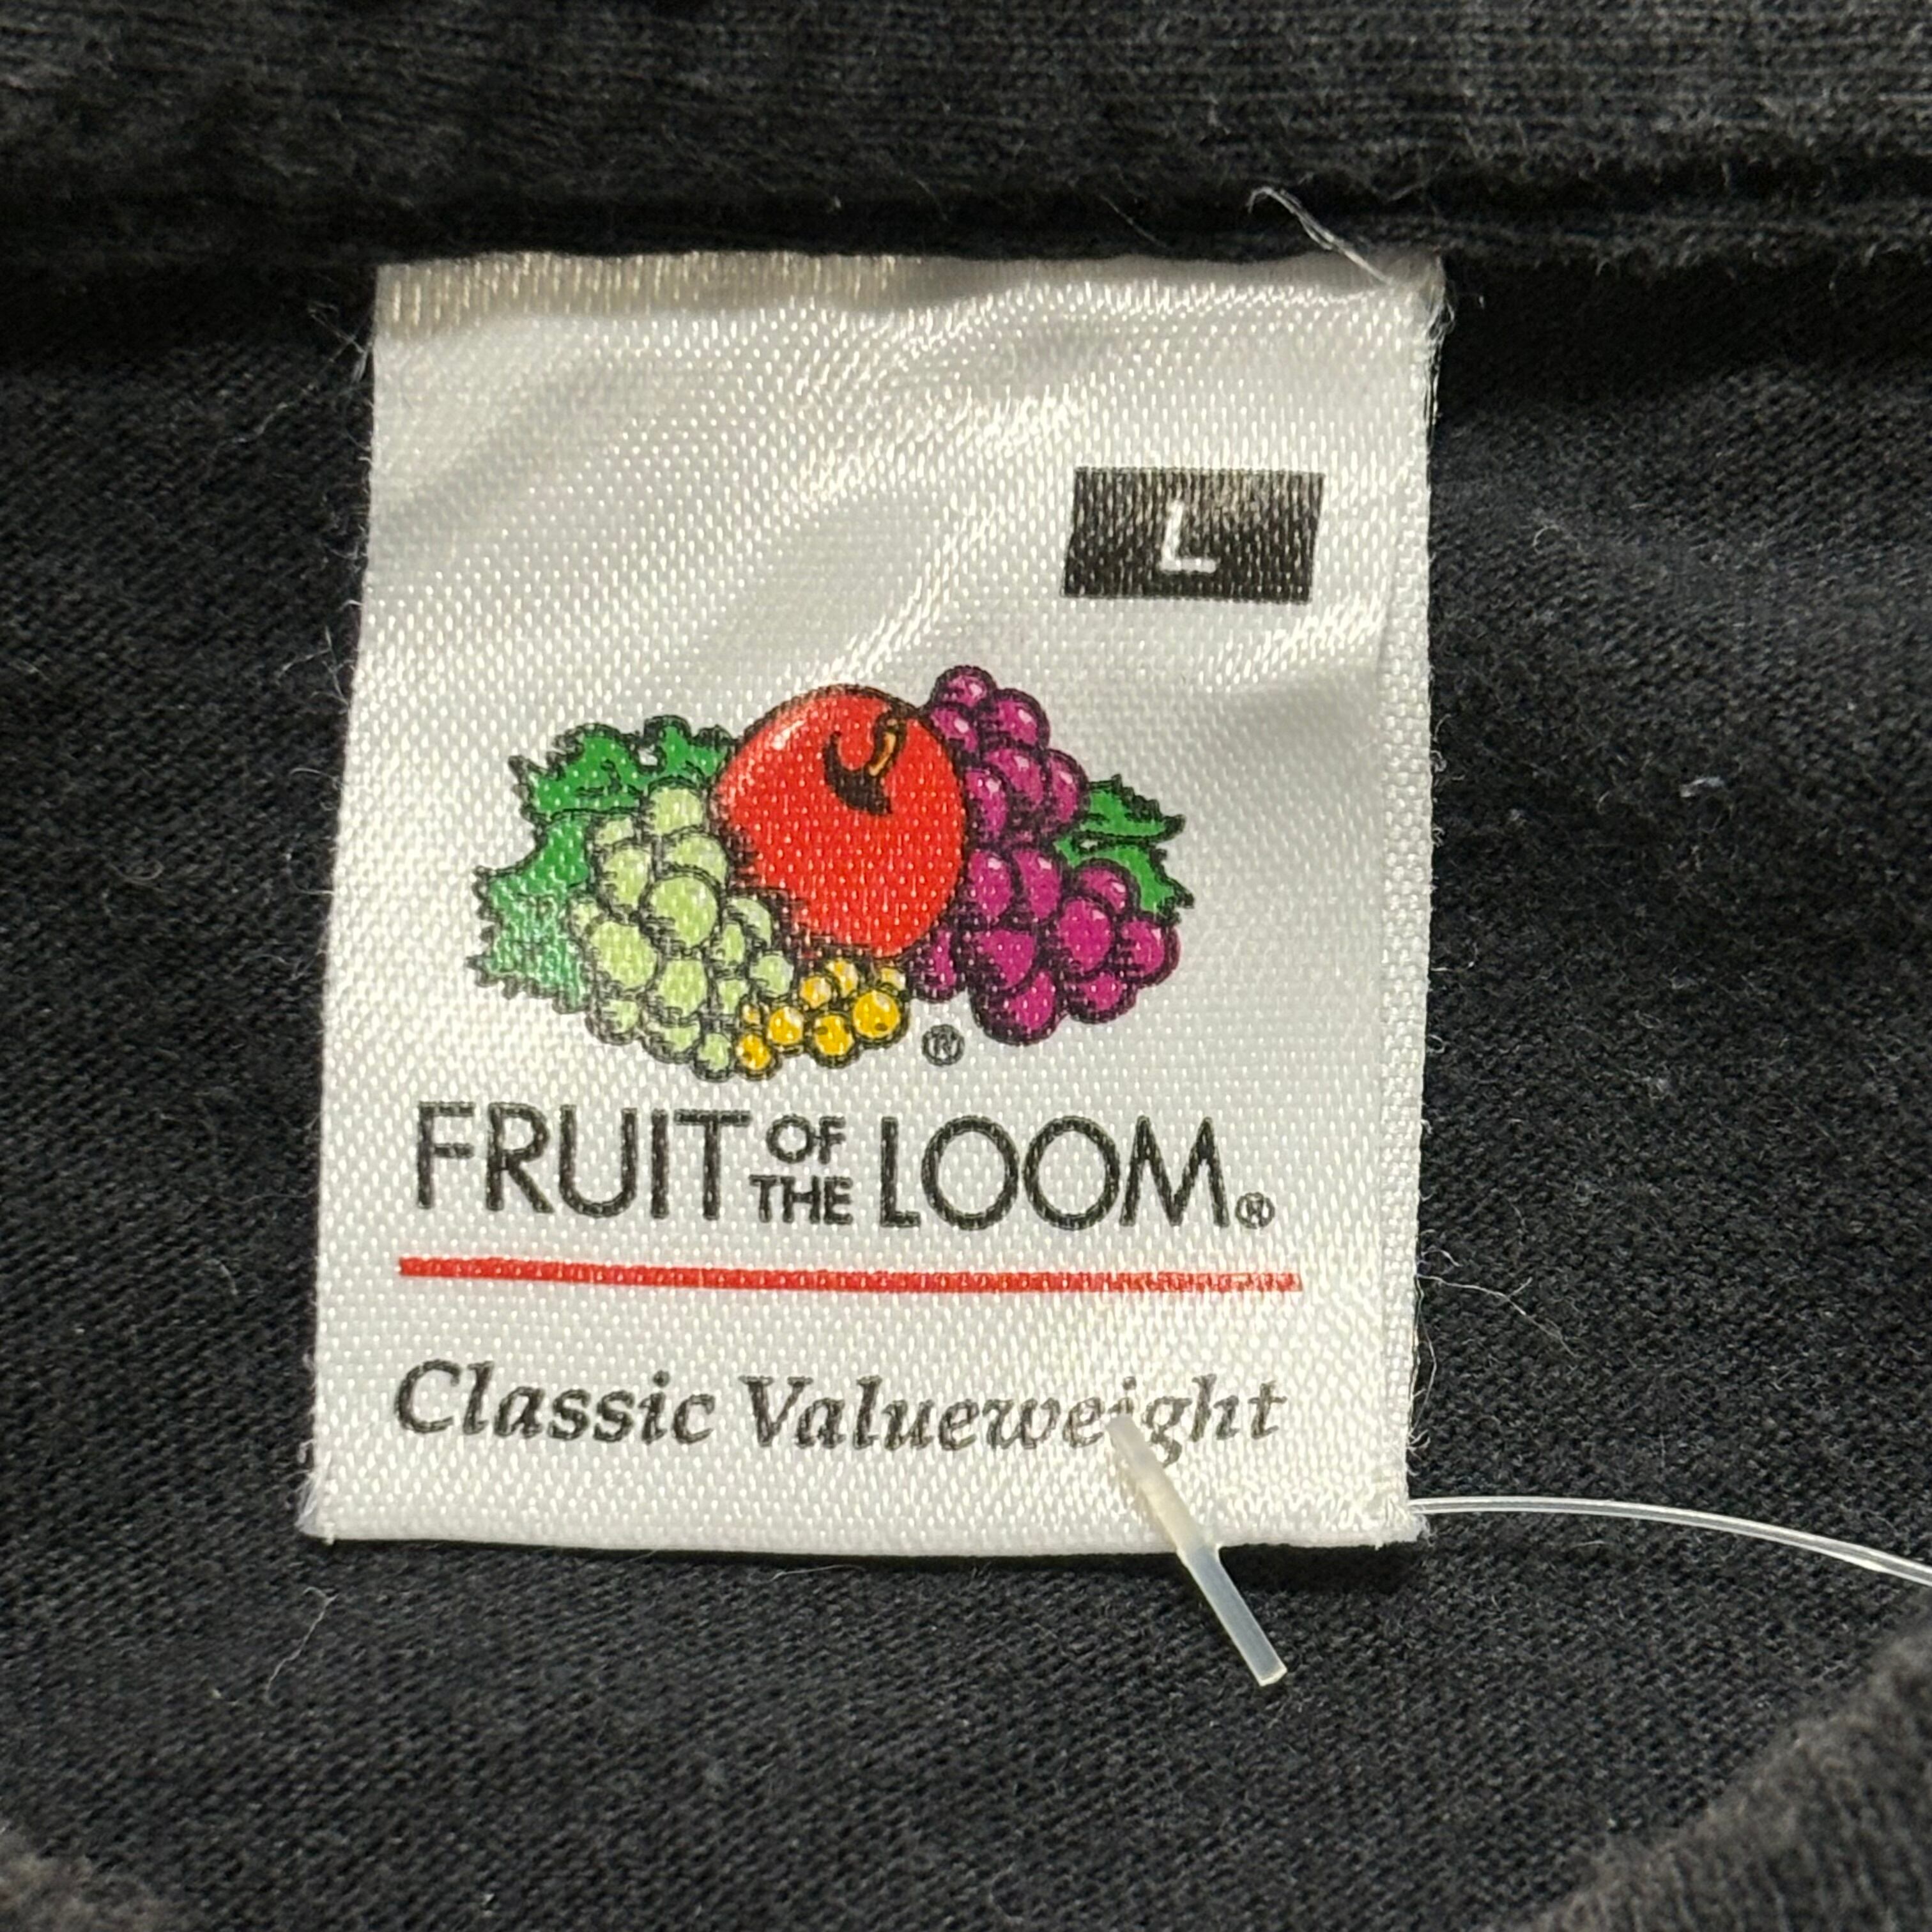 L
®
FRUIT OF THE LOOM®
Classic Valueweight